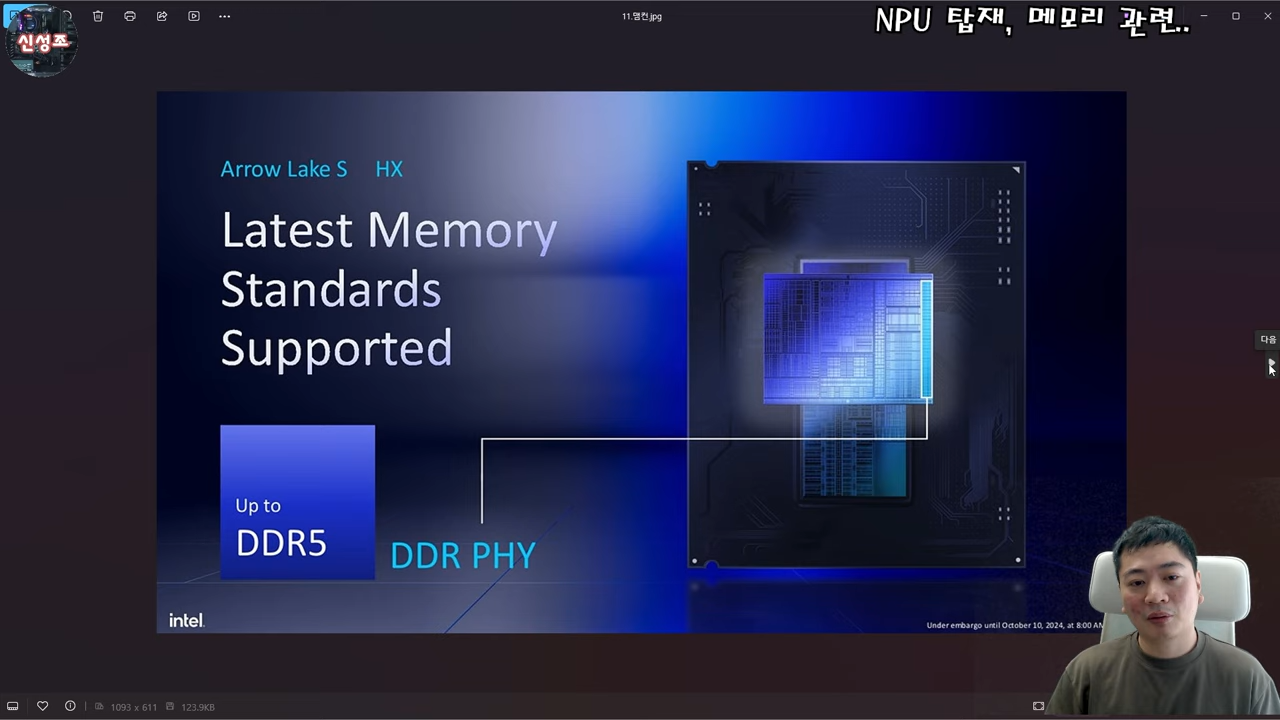 11.맴컨.jpg
NPU 탑재, 메모리 관련..
신성조
Arrow Lake S HX
Latest Memory
Standards
Supported
다음
Up to
DDR5
DDR PHY
intel.
Under embargo until October 10, 2024, at 8:00 AM
1093 x 611 123.9KB